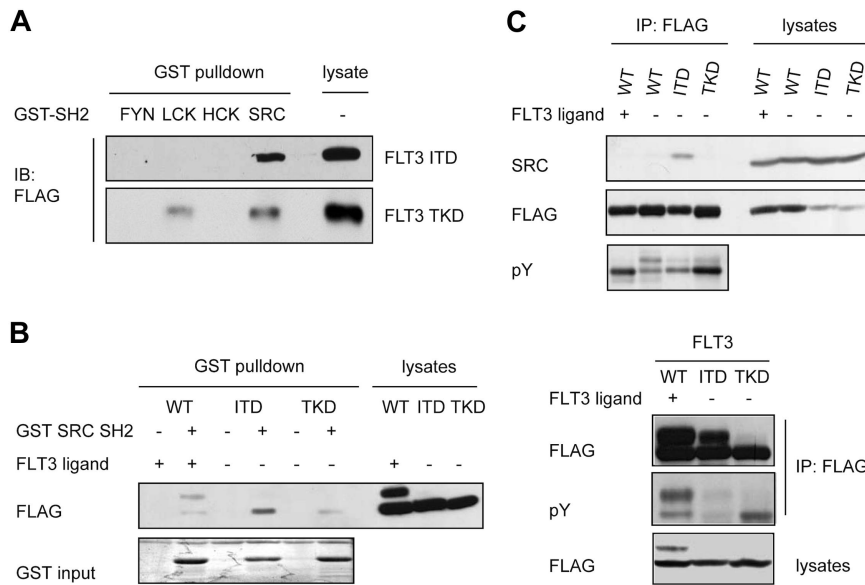 A
GST pulldown lysate
GST-SH2 FYN LCK HCK SRC -
IB:
FLAG
FLT3 ITD
FLT3 TKD
B
GST pulldown lysates
WT ITD TKD WT ITD TKD
GST SRC SH2 - + - + - +
FLT3 ligand + + - - - - + - -
FLAG
GST input
C
IP: FLAG lysates
WT WT ITD TKD WT WT ITD TKD
FLT3 ligand + - - - + - - -
SRC
FLAG
pY
FLT3
WT ITD TKD
FLT3 ligand + - -
FLAG
IP: FLAG
pY
FLAG lysates